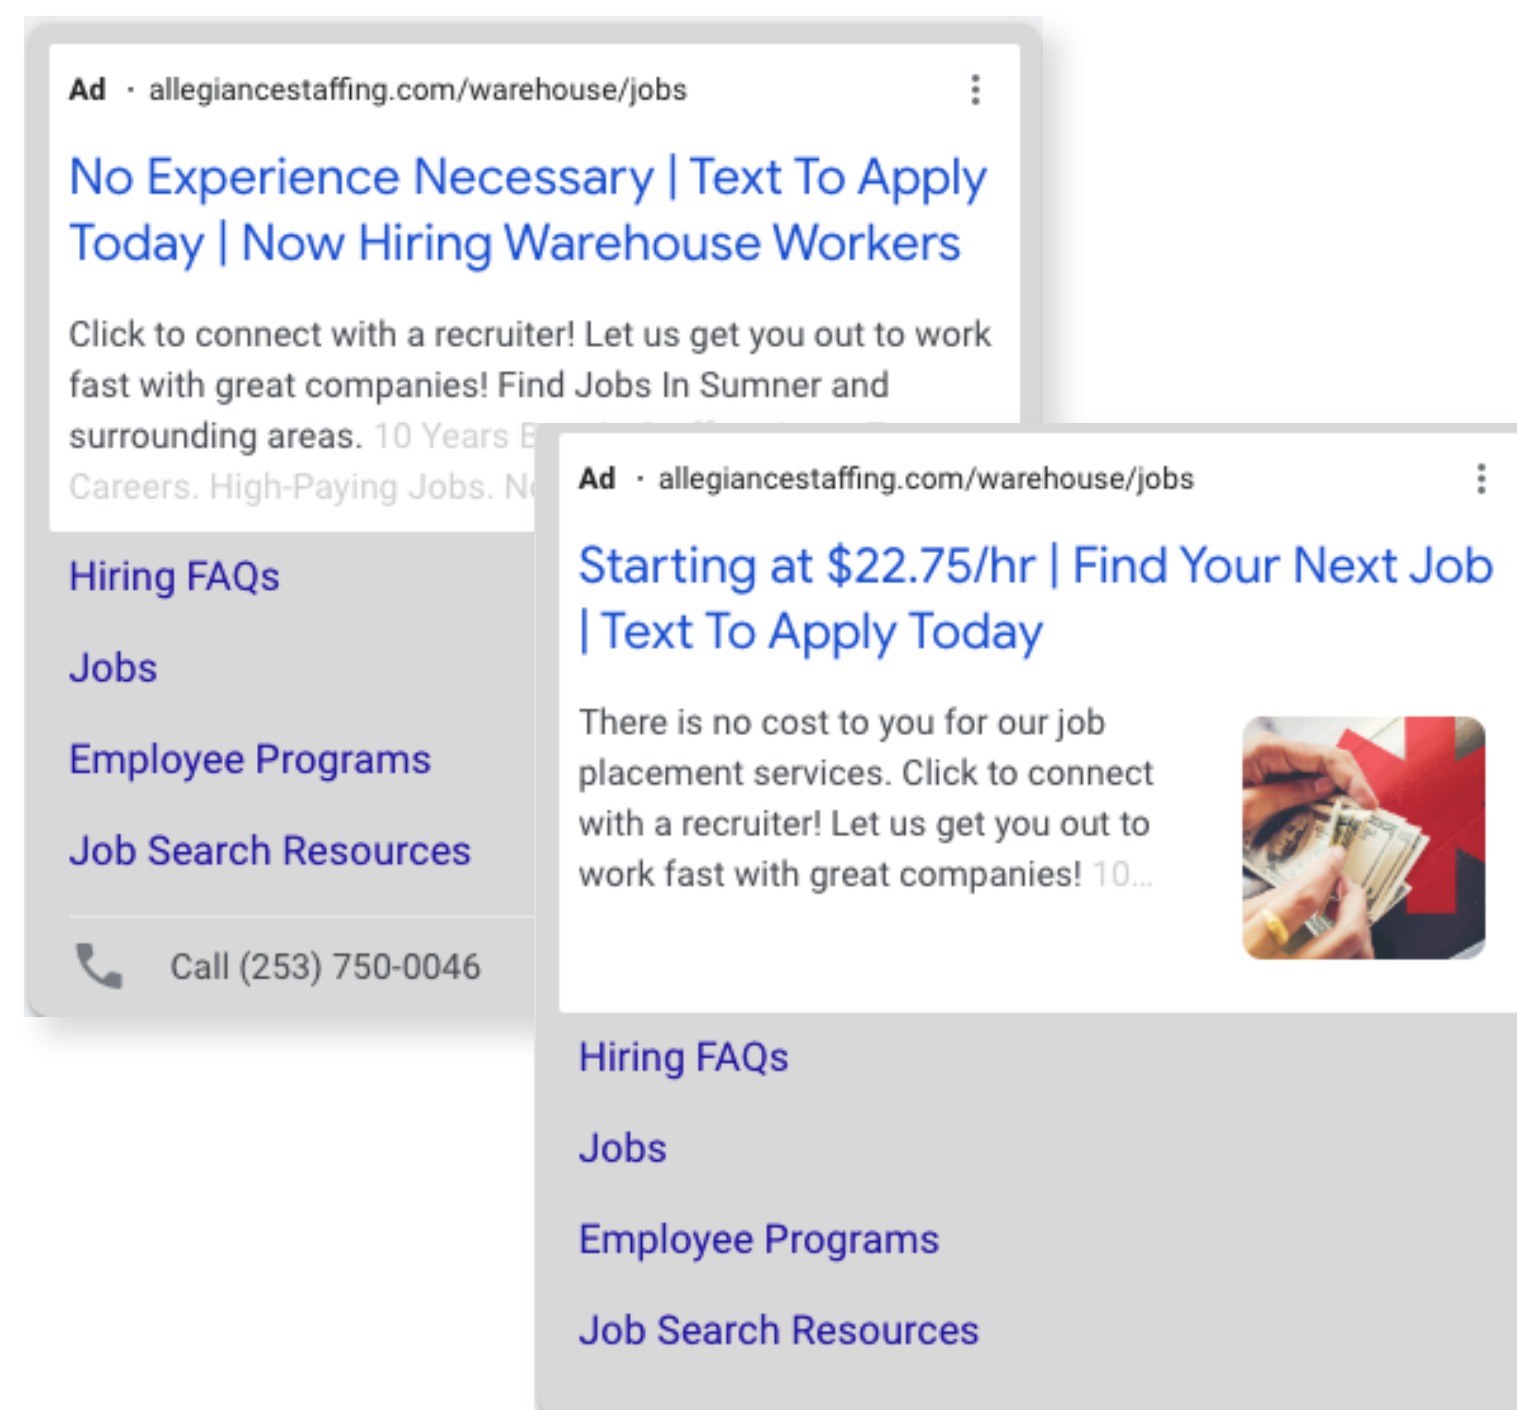 Ad · allegiancestaffing.com/warehouse/jobs
No Experience Necessary | Text To Apply
Today | Now Hiring Warehouse Workers
Click to connect with a recruiter! Let us get you out to work
fast with great companies! Find Jobs In Sumner and
surrounding areas. 10 Years
Careers. High-Paying Jobs.
Hiring FAQs
Jobs
Employee Programs
Job Search Resources
Call (253) 750-0046
Ad · allegiancestaffing.com/warehouse/jobs
Starting at $22.75/hr | Find Your Next Job
| Text To Apply Today
There is no cost to you for our job
placement services. Click to connect
with a recruiter! Let us get you out to
work fast with great companies! 10...
Hiring FAQs
Jobs
Employee Programs
Job Search Resources